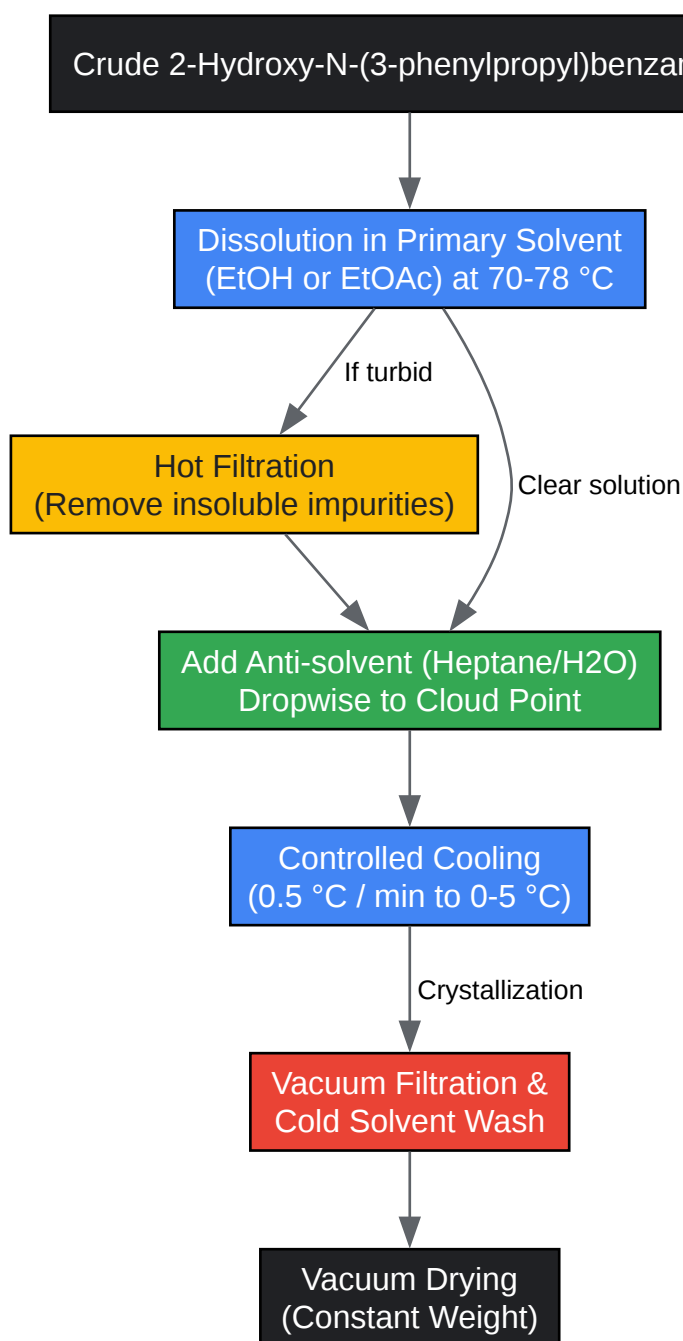 Crude 2-Hydroxy-N-(3-phenylpropyl)benzar
Dissolution in Primary Solvent
(EtOH or EtOAc) at 70-78 °C
If turbid
Hot Filtration
(Remove insoluble impurities)
Clear solution
Add Anti-solvent (Heptane/H2O)
Dropwise to Cloud Point
Controlled Cooling
(0.5 °C / min to 0-5 °C)
Crystallization
Vacuum Filtration &
Cold Solvent Wash
Vacuum Drying
(Constant Weight)